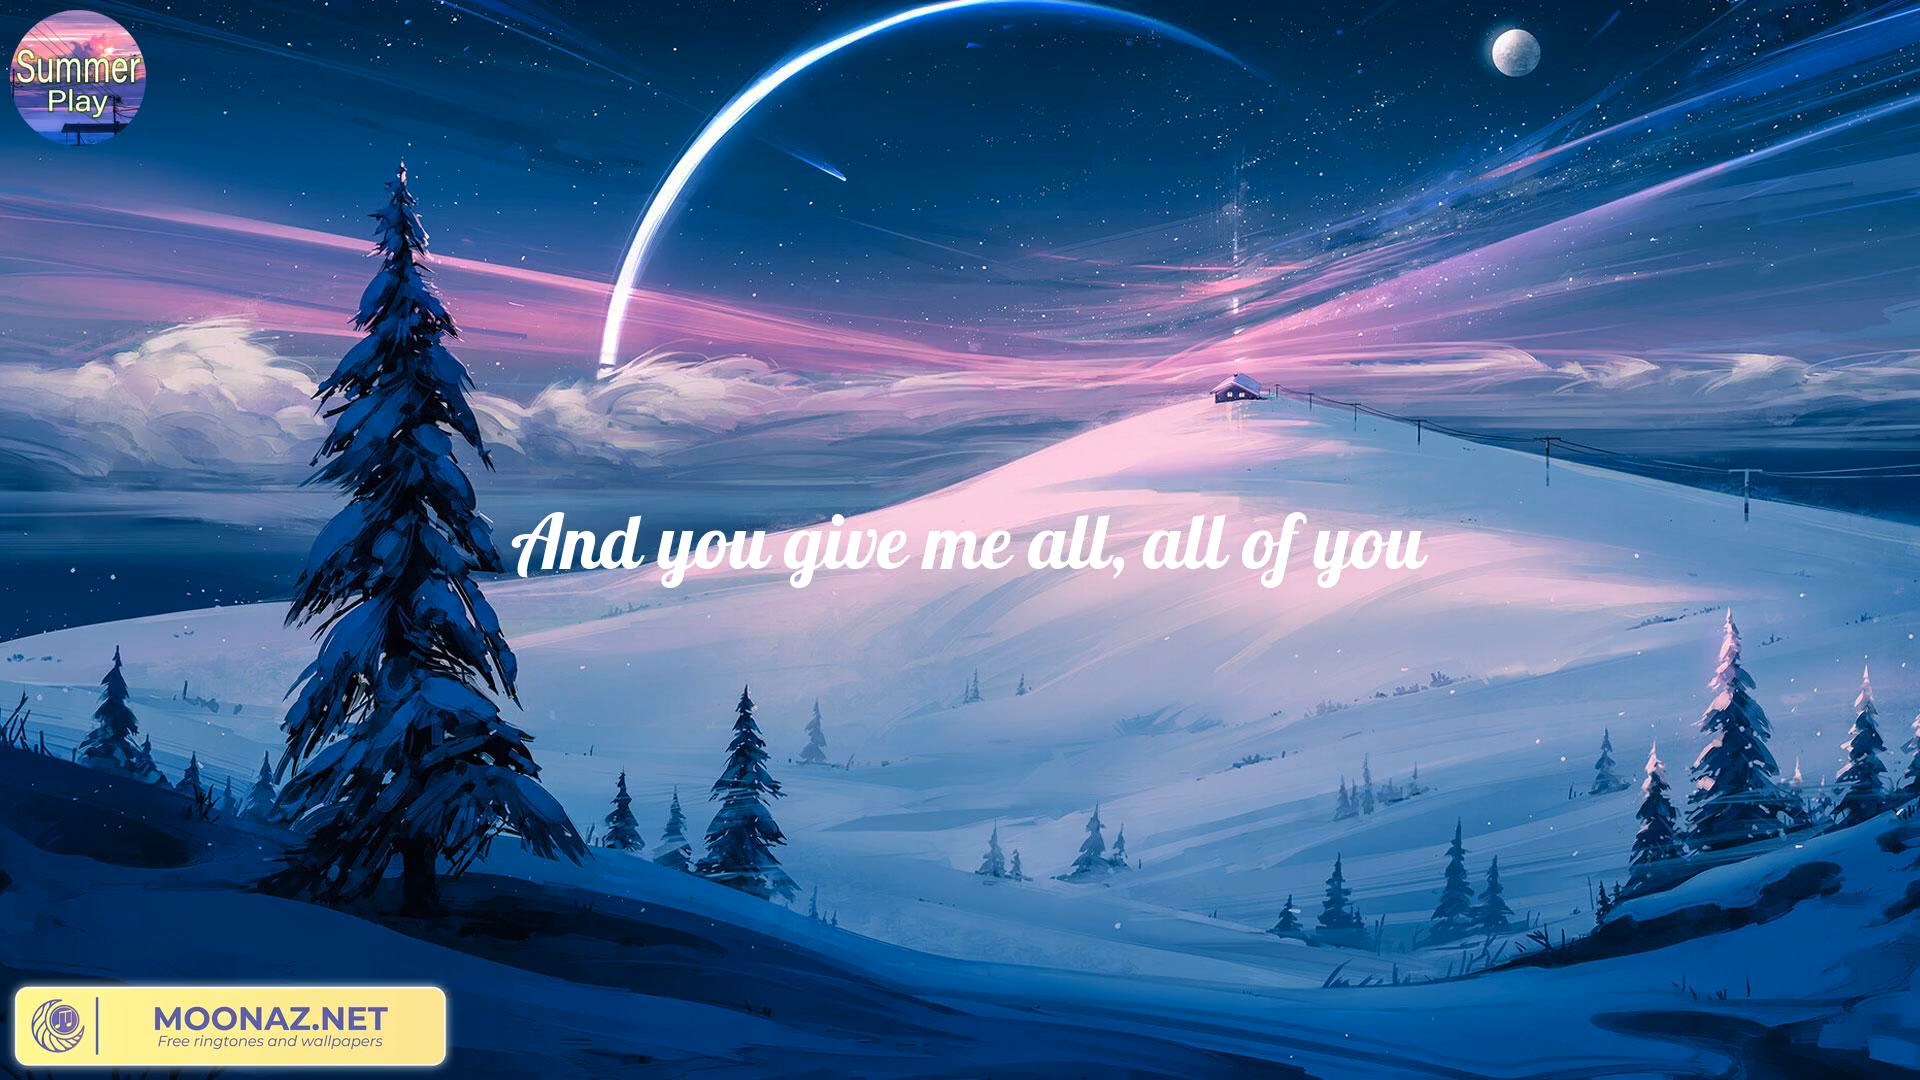 Summer
Play
And you give me all, all of you
MOONAZ.NET
Free ringtones and wallpapers